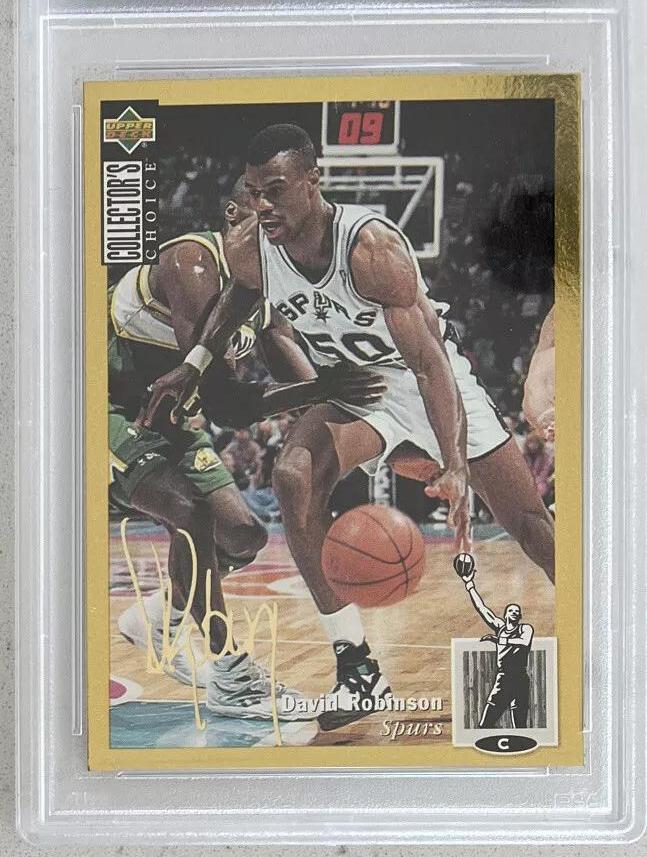 09
UPPER
DECK
COLLECTOR'S
CHOICE
SPURS
50
David Robinson
Spurs
C